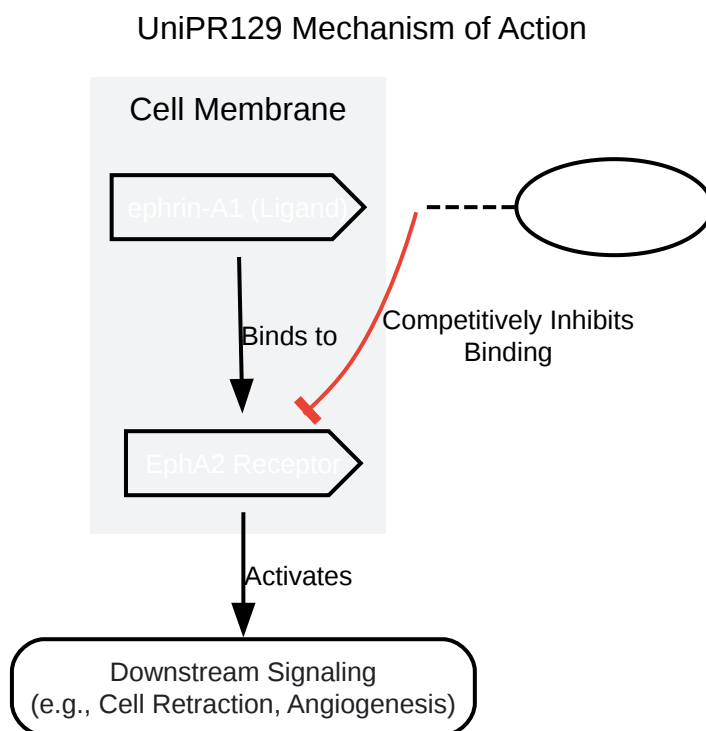 UniPR129 Mechanism of Action
Cell Membrane
ephrin-A1 (Ligand)
Binds to
Competitively Inhibits
Binding
EphA2 Receptor
Activates
Downstream Signaling
(e.g., Cell Retraction, Angiogenesis)